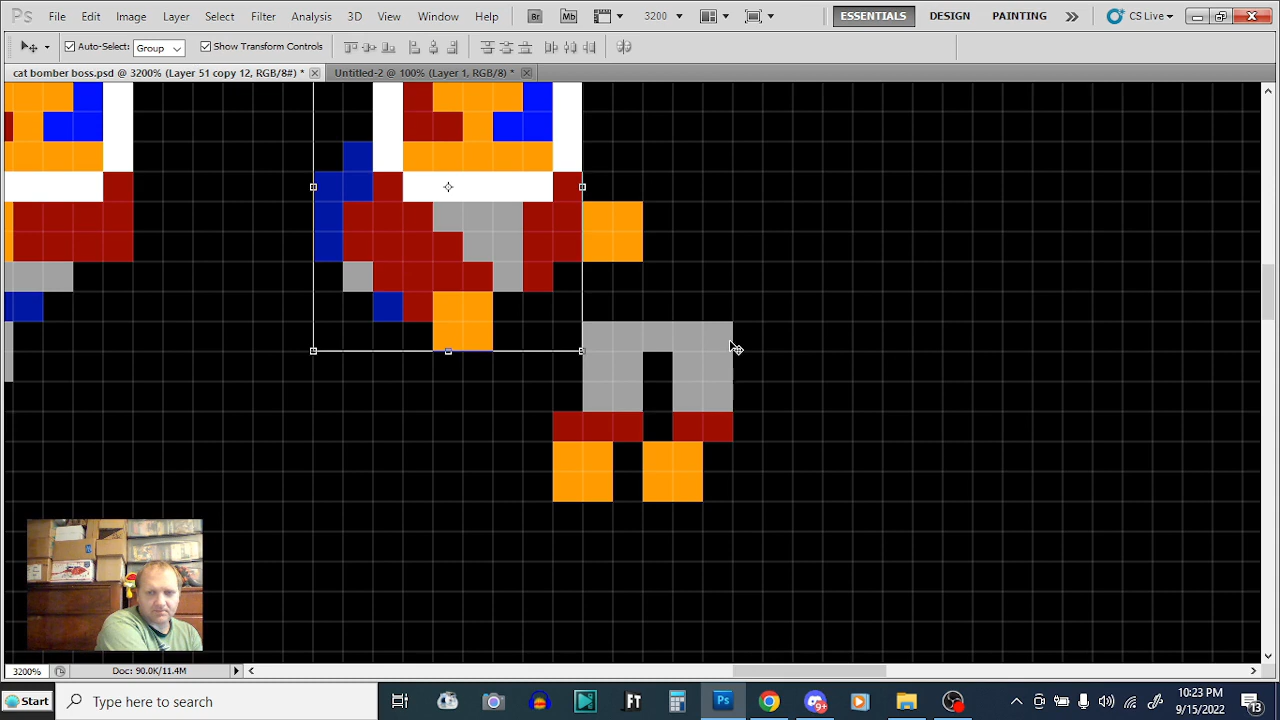 Ps File Edit Image Layer Select Filter Analysis 3D View Window Help Br Mb 3200 ESSENTIALS DESIGN PAINTING CS Live
Auto-Select: Group Show Transform Controls
cat bomber boss.psd @ 3200% (Layer 51 copy 12, RGB/8#) * Untitled-2 @ 100% (Layer 1, RGB/8) *
3200% Doc: 90.0K/11.4M
Start Type here to search FT Ps 9+ 10:23 PM
9/15/2022 13